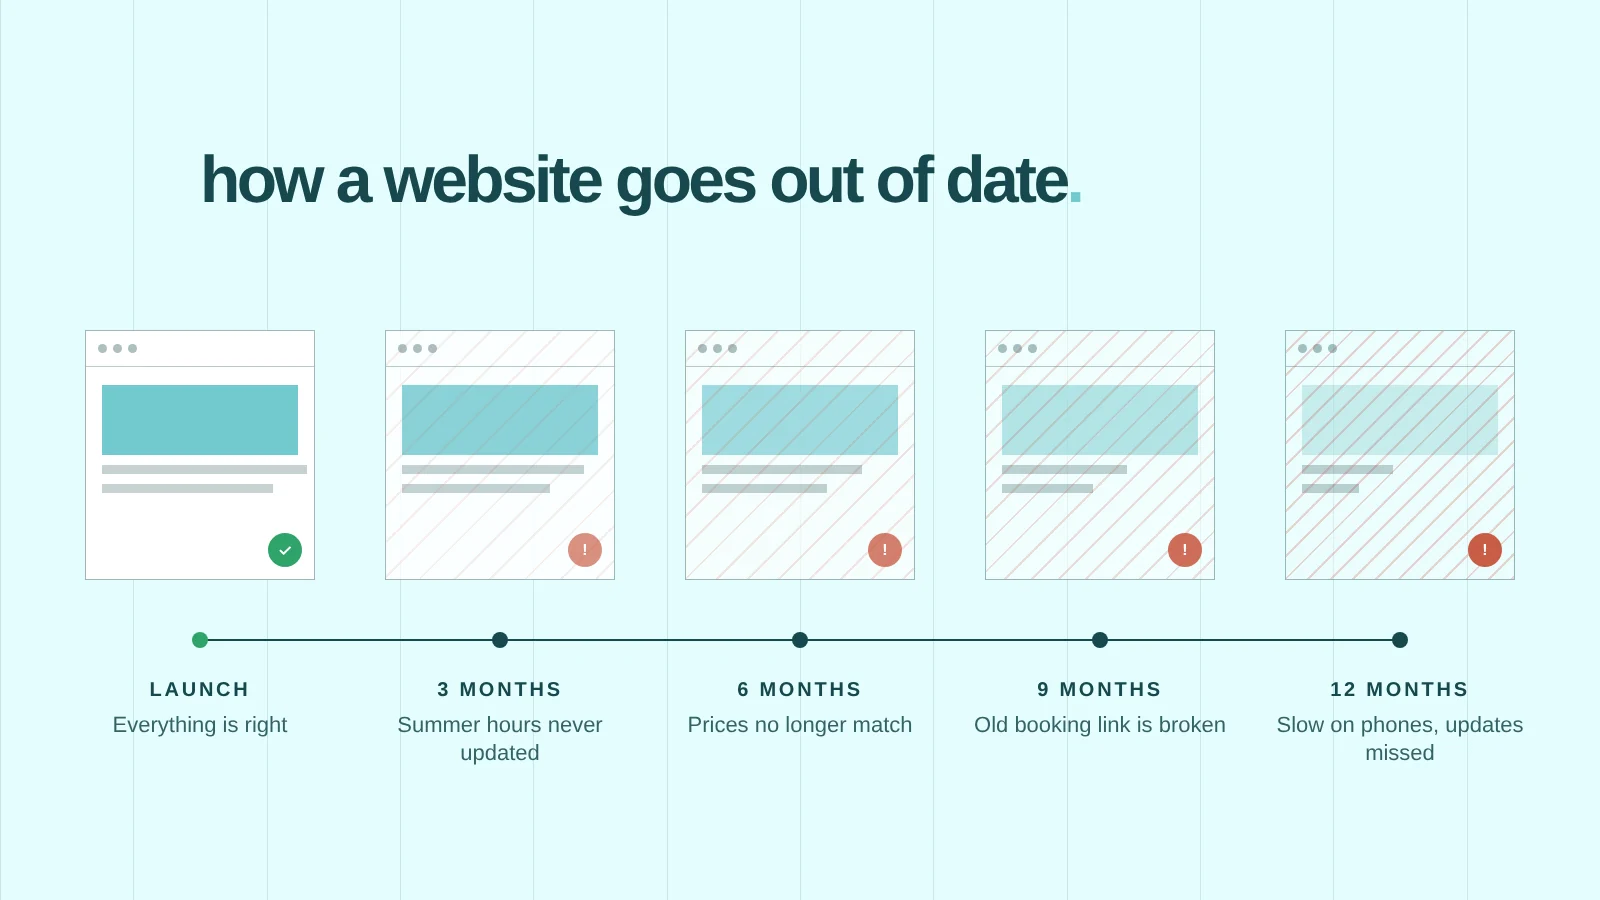 how a website goes out of date.
!
!
!
!
LAUNCH
Everything is right
3 MONTHS
Summer hours never
updated
6 MONTHS
Prices no longer match
9 MONTHS
Old booking link is broken
12 MONTHS
Slow on phones, updates
missed